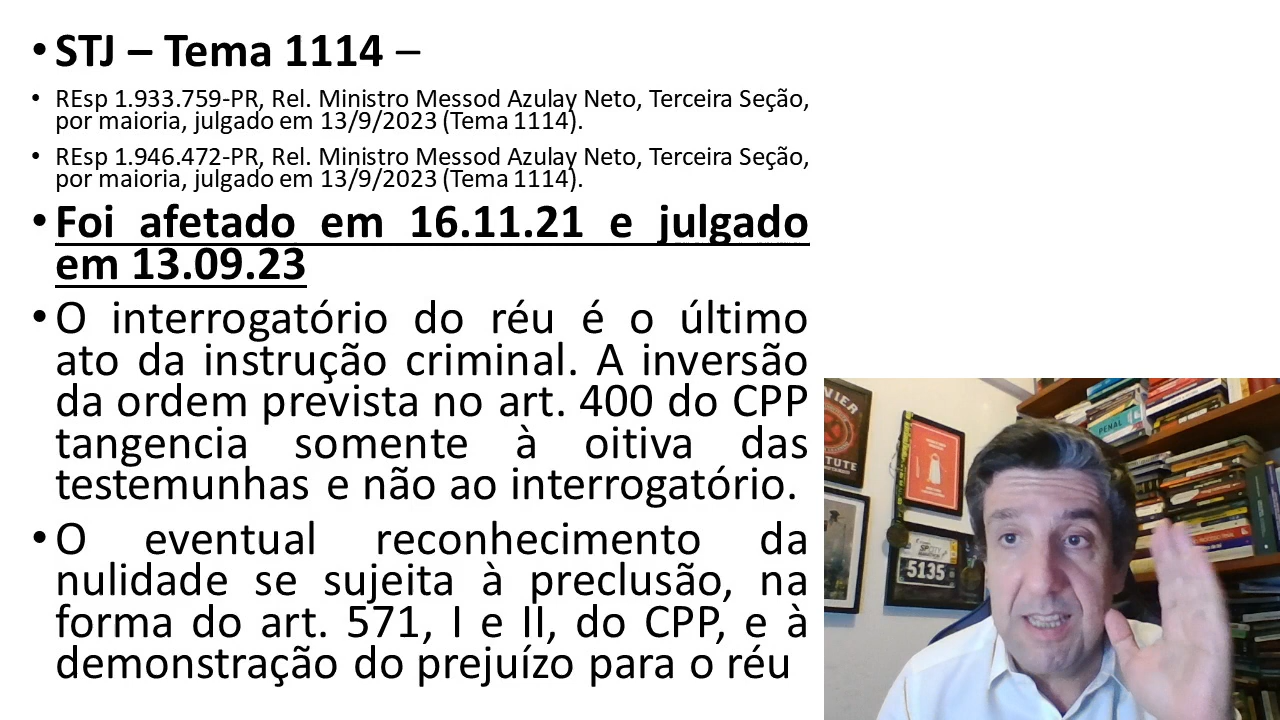 • STJ – Tema 1114 –
• REsp 1.933.759-PR, Rel. Ministro Messod Azulay Neto, Terceira Seção,
por maioria, julgado em 13/9/2023 (Tema 1114).
• REsp 1.946.472-PR, Rel. Ministro Messod Azulay Neto, Terceira Seção,
por maioria, julgado em 13/9/2023 (Tema 1114).
• Foi afetado em 16.11.21 e julgado
em 13.09.23
• O interrogatório do réu é o último
ato da instrução criminal. A inversão
da ordem prevista no art. 400 do CPP
tangencia somente à oitiva das
testemunhas e não ao interrogatório.
• O eventual reconhecimento da
nulidade se sujeita à preclusão, na
forma do art. 571, I e II, do CPP, e à
demonstração do prejuízo para o réu
PENAL
5135